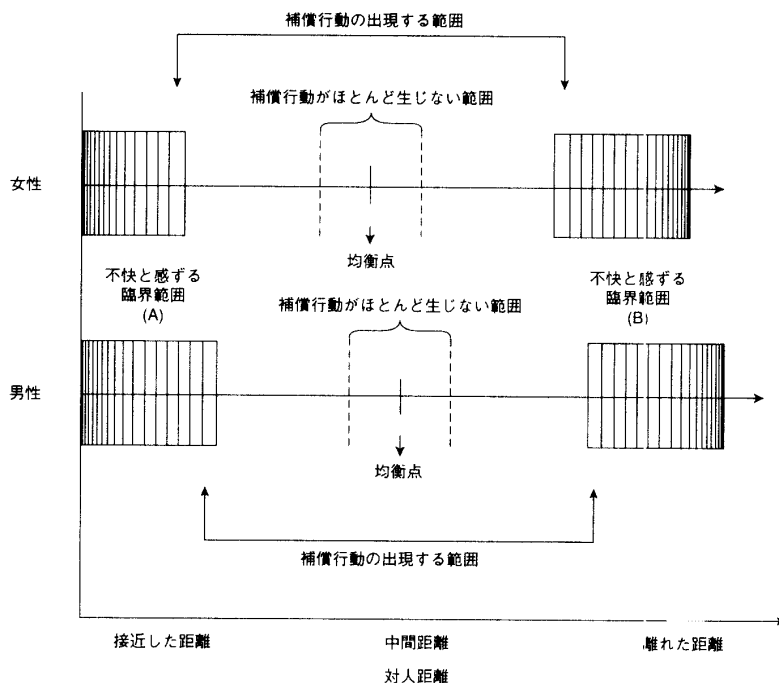 補償行動の出現する範囲
補償行動がほとんど生じない範囲
女性
均衡点
不快と感ずる
臨界範囲
(A)
不快と感ずる
臨界範囲
(B)
補償行動がほとんど生じない範囲
男性
均衡点
補償行動の出現する範囲
接近した距離
中間距離
離れた距離
対人距離